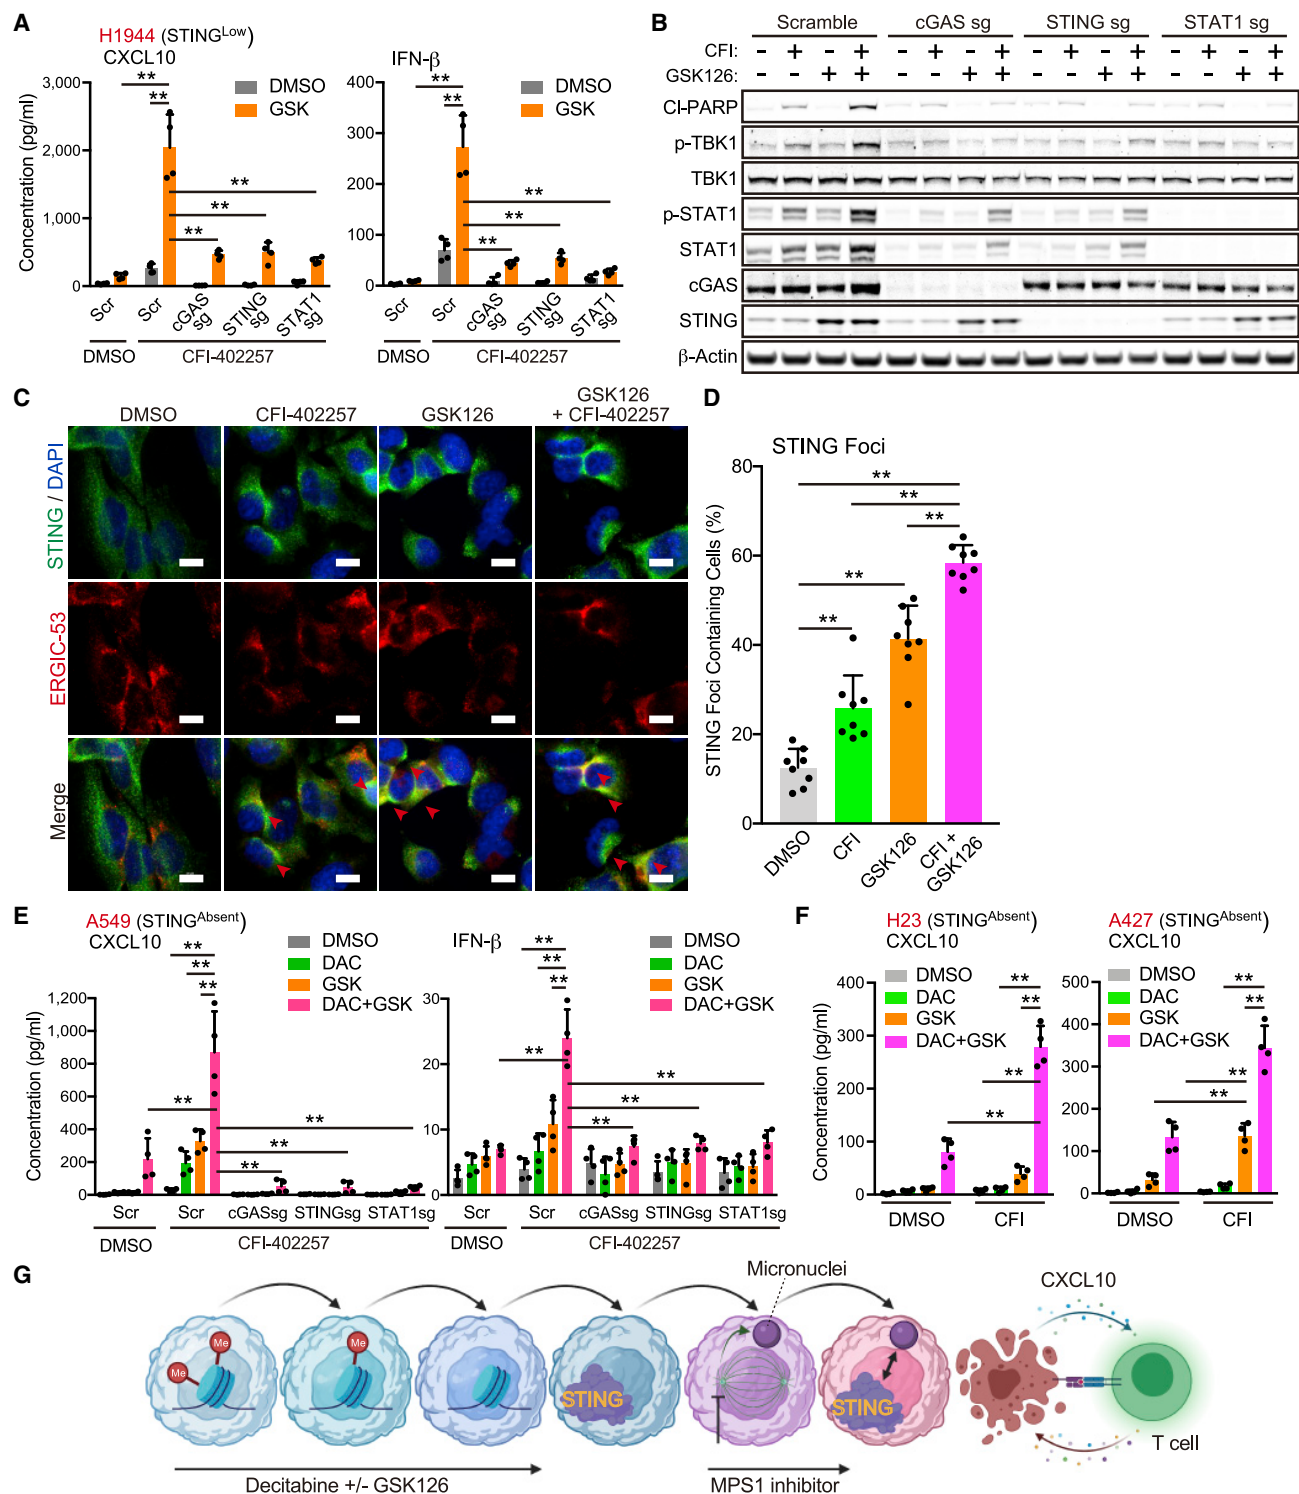 A
H1944 (STING^Low)
CXCL10
Concentration (pg/ml)
3,000
2,000
1,000
0
**
**
**
**
**
DMSO
GSK
Scr
Scr
cGAS sg
STING sg
STAT1 sg
DMSO
CFI-402257
IFN-β
400
300
200
100
0
**
**
**
**
**
DMSO
GSK
Scr
Scr
cGAS sg
STING sg
STAT1 sg
DMSO
CFI-402257
B
Scramble cGAS sg STING sg STAT1 sg
CFI: - + - + - + - + - + - + - + - +
GSK126: - - + + - - + + - - + + - - + +
Cl-PARP
p-TBK1
TBK1
p-STAT1
STAT1
cGAS
STING
β-Actin
C
DMSO
CFI-402257
GSK126
GSK126
+ CFI-402257
STING / DAPI
ERGIC-53
Merge
D
STING Foci
STING Foci Containing Cells (%)
80
60
40
20
0
**
**
**
**
**
DMSO
CFI
GSK126
CFI +
GSK126
E
A549 (STING^Absent)
CXCL10
Concentration (pg/ml)
1,200
1,000
800
600
400
200
0
**
**
**
**
**
**
**
DMSO
DAC
GSK
DAC+GSK
Scr Scr cGASsg STINGsg STAT1sg
DMSO CFI-402257
IFN-β
30
20
10
0
**
**
**
**
**
**
**
DMSO
DAC
GSK
DAC+GSK
Scr Scr cGASsg STINGsg STAT1sg
DMSO CFI-402257
F
H23 (STING^Absent)
CXCL10
Concentration (pg/ml)
400
300
200
100
0
DMSO
DAC
GSK
DAC+GSK
**
**
**
**
DMSO CFI
A427 (STING^Absent)
CXCL10
500
400
300
200
100
0
DMSO
DAC
GSK
DAC+GSK
**
**
**
**
DMSO CFI
G
Micronuclei
CXCL10
Me
Me
Me
STING
STING
T cell
Decitabine +/- GSK126
MPS1 inhibitor